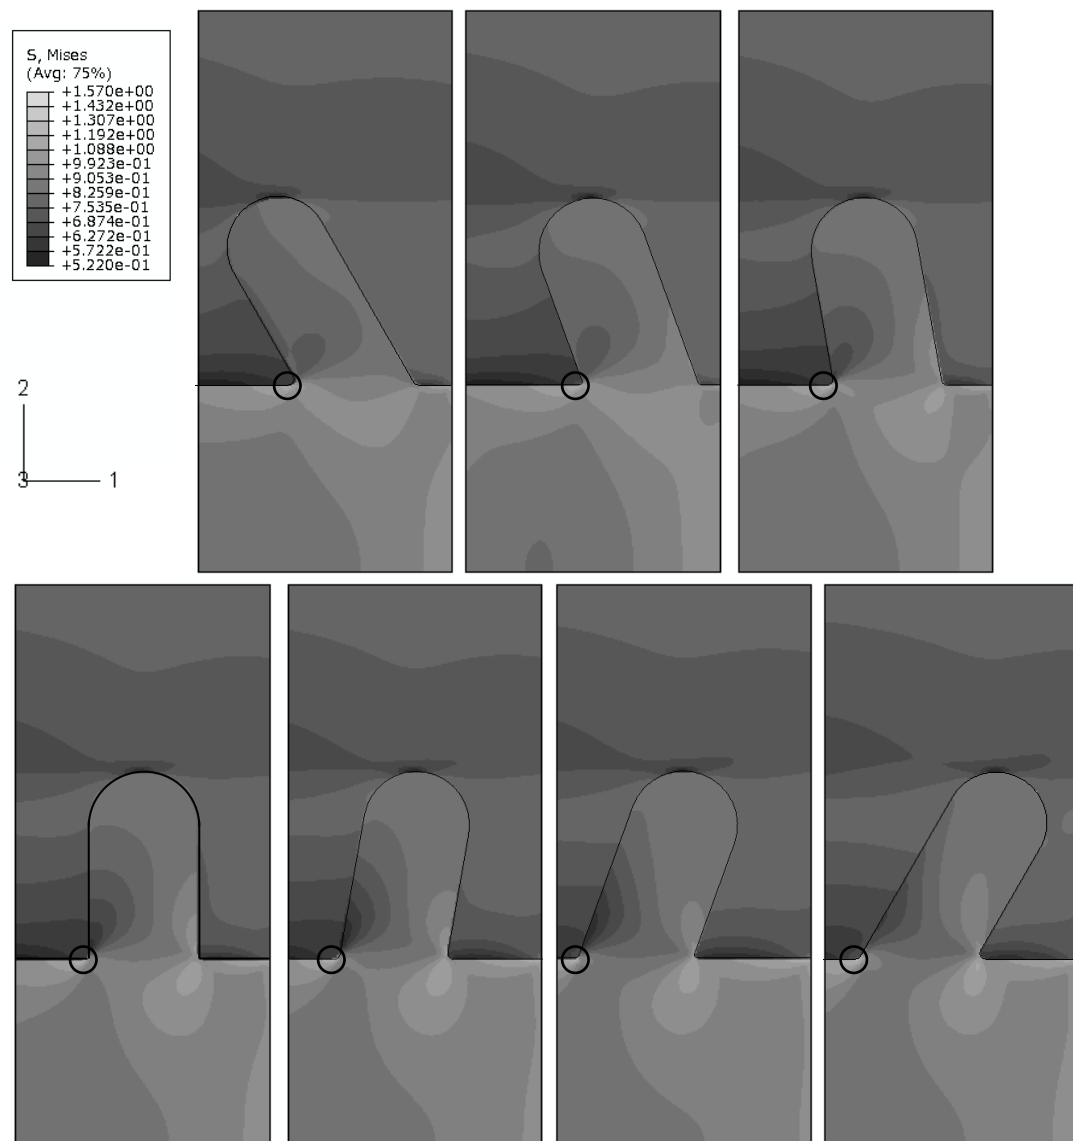 S, Mises
(Avg: 75%)
+1.570e+00
+1.432e+00
+1.307e+00
+1.192e+00
+1.088e+00
+9.923e-01
+9.053e-01
+8.259e-01
+7.535e-01
+6.874e-01
+6.272e-01
+5.722e-01
+5.220e-01
2
3 1